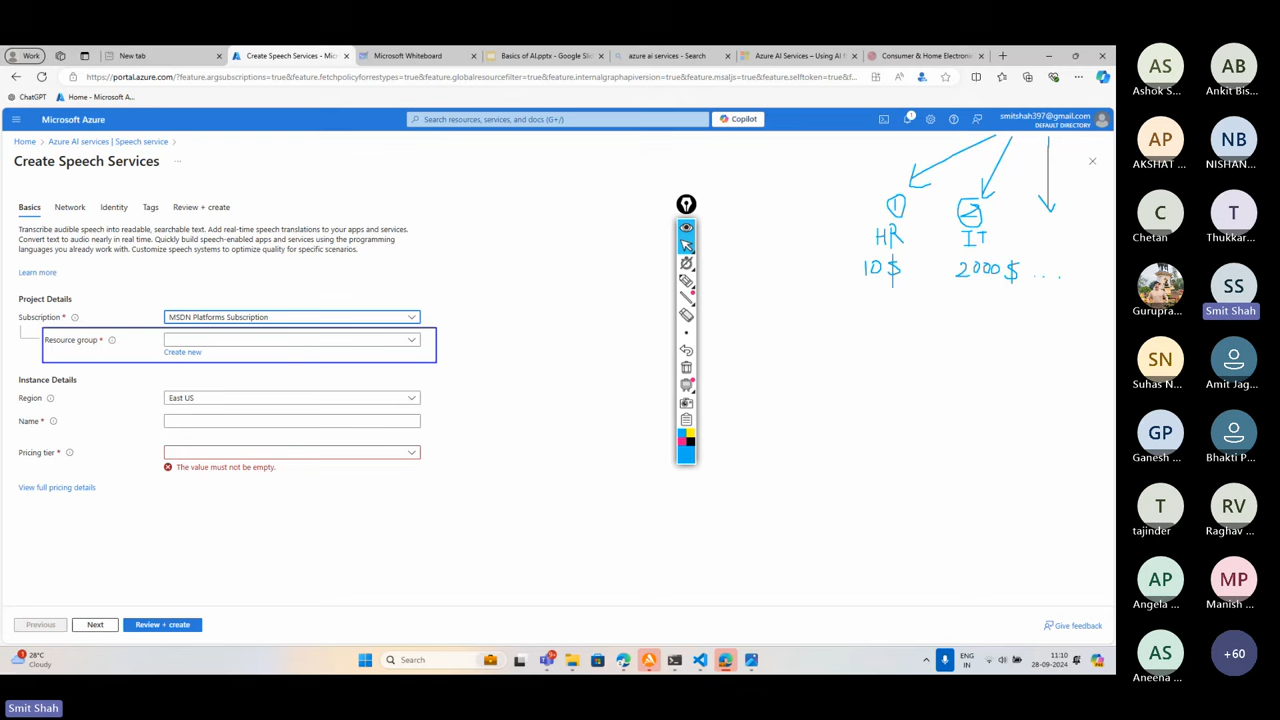 Work
New tab
Create Speech Services - Mic
Microsoft Whiteboard
Basics of AI.pptx - Google Slide
azure ai services - Search
Azure AI Services – Using AI f
Consumer & Home Electronic
https://portal.azure.com/?feature.argsubscriptions=true&feature.fetchpolicyforrestypes=true&feature.globalresourcefilter=true&feature.internalgraphapiversion=true&feature.msaljs=true&feature.selftoken=true&f...
ChatGPT
Home - Microsoft A...
Microsoft Azure
Search resources, services, and docs (G+/)
Copilot
1
smitshah397@gmail.com
DEFAULT DIRECTORY
Home > Azure AI services | Speech service >
Create Speech Services ...
Basics Network Identity Tags Review + create
Transcribe audible speech into readable, searchable text. Add real-time speech translations to your apps and services.
Convert text to audio nearly in real time. Quickly build speech-enabled apps and services using the programming
languages you already work with. Customize speech systems to optimize quality for specific scenarios.
Learn more
Project Details
Subscription *
MSDN Platforms Subscription
Resource group *
Create new
Instance Details
Region
East US
Name *
Pricing tier *
The value must not be empty.
View full pricing details
Previous
Next
Review + create
Give feedback
1 2
HR IT
10$ 2000$ ...
28°C
Cloudy
Search
ENG
IN
11:10
28-09-2024
AS
Ashok S...
AB
Ankit Bis...
AP
AKSHAT ...
NB
NISHAN...
C
Chetan
T
Thukkar...
Gurupra...
SS
Smit Shah
SN
Suhas N...
Amit Jag...
GP
Ganesh ...
Bhakti P...
T
tajinder
RV
Raghav ...
AP
Angela ...
MP
Manish ...
AS
Aneena ...
+60
Smit Shah